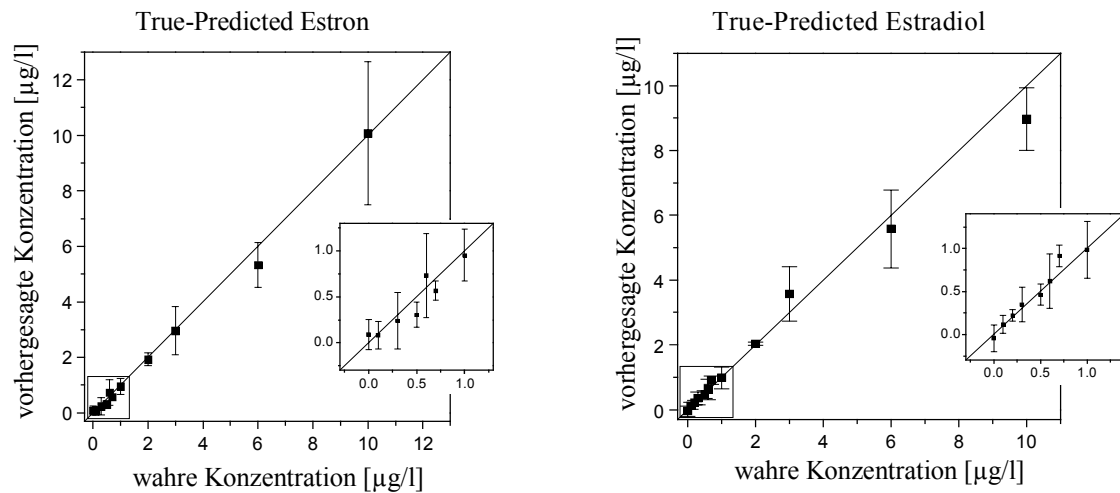 True-Predicted Estron
vorhergesagte Konzentration [µg/l]
12
10
8
6
4
2
0
0 2 4 6 8 10 12
wahre Konzentration [µg/l]
1.0
0.5
0.0
0.0 0.5 1.0
True-Predicted Estradiol
vorhergesagte Konzentration [µg/l]
10
8
6
4
2
0
0 2 4 6 8 10
wahre Konzentration [µg/l]
1.0
0.5
0.0
0.0 0.5 1.0